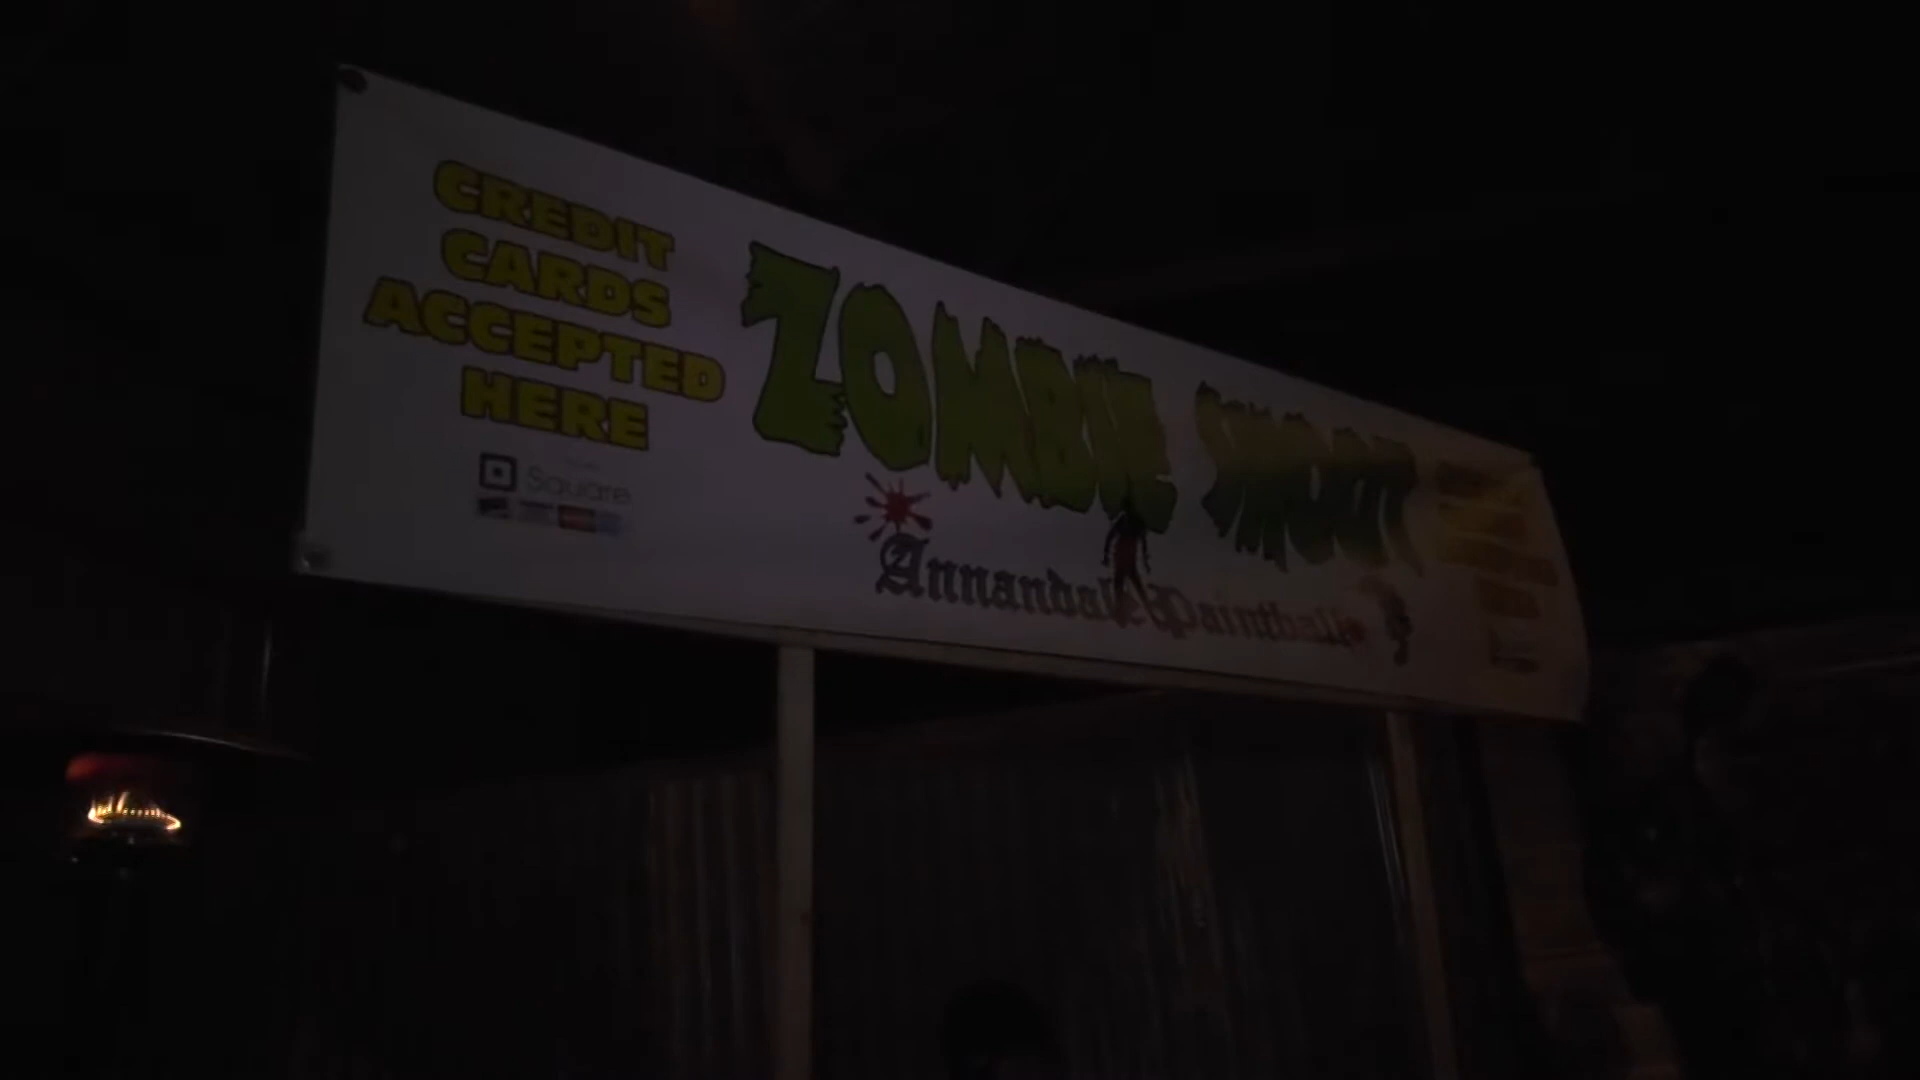 CREDIT
CARDS
ACCEPTED
HERE
Square
ZOMBIE SHOOT
Annandale Paintball